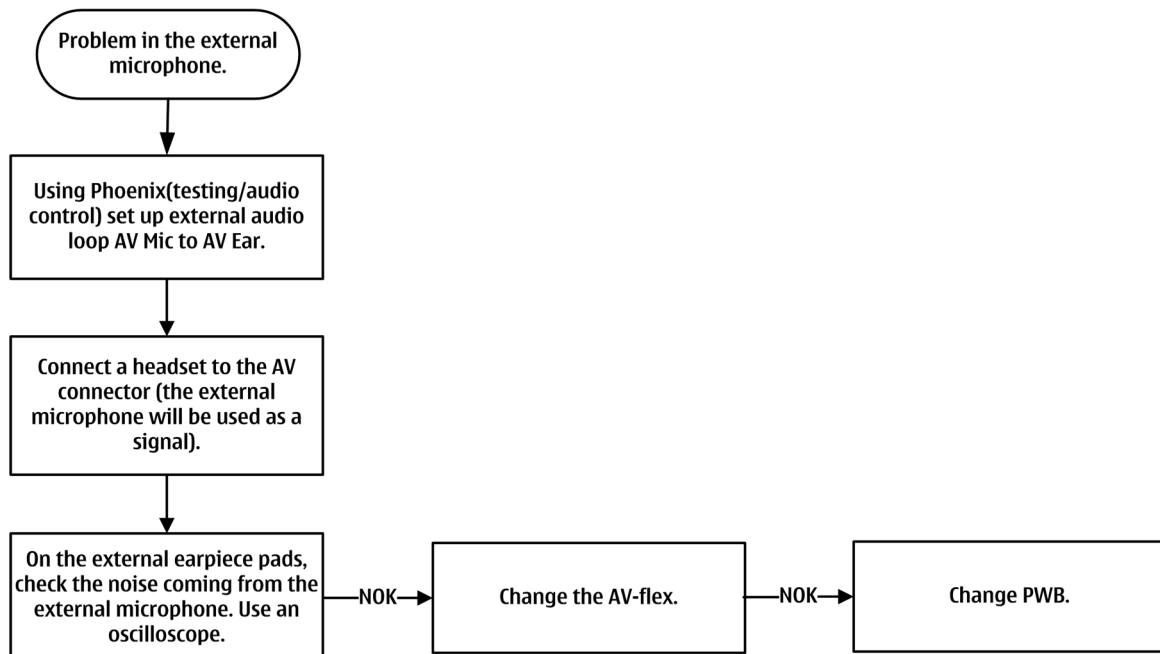 Problem in the external
microphone.
Using Phoenix(testing/audio
control) set up external audio
loop AV Mic to AV Ear.
Connect a headset to the AV
connector (the external
microphone will be used as a
signal).
On the external earpiece pads,
check the noise coming from the
external microphone. Use an
oscilloscope.
NOK
Change the AV-flex.
NOK
Change PWB.